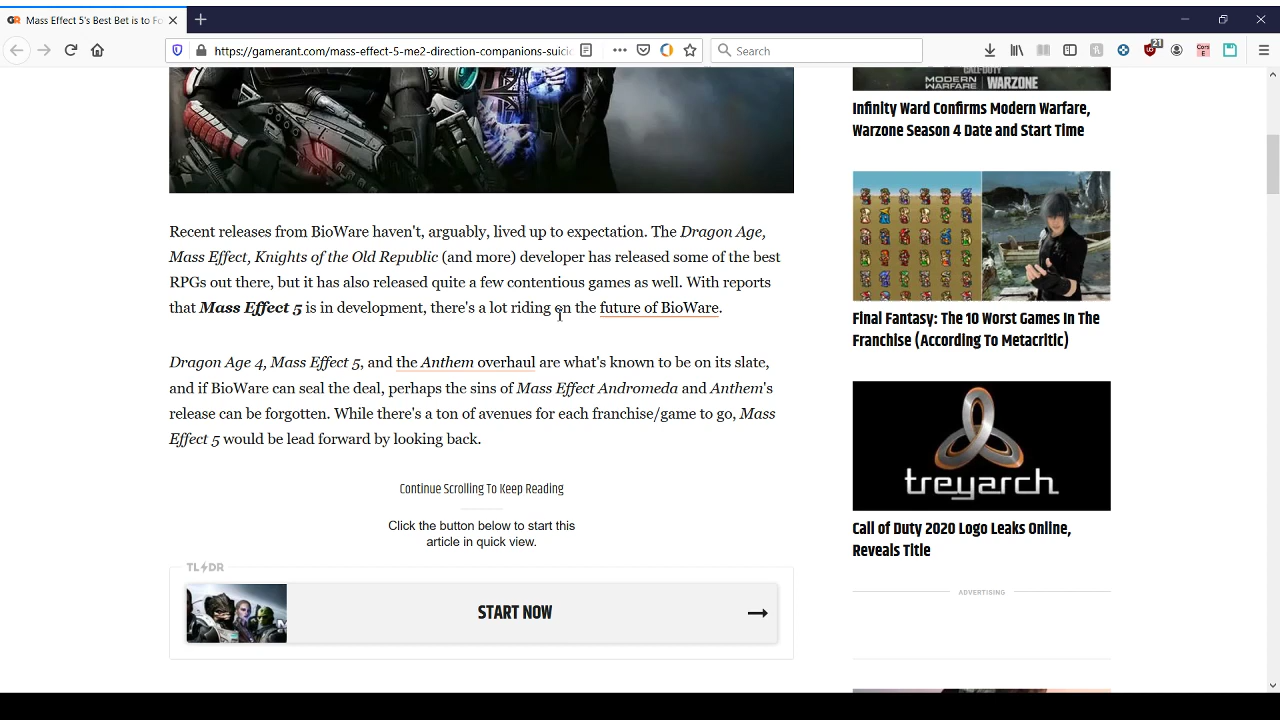 Mass Effect 5's Best Bet is to Fo
https://gamerant.com/mass-effect-5-me2-direction-companions-suici
Search
21
Recent releases from BioWare haven't, arguably, lived up to expectation. The Dragon Age,
Mass Effect, Knights of the Old Republic (and more) developer has released some of the best
RPGs out there, but it has also released quite a few contentious games as well. With reports
that Mass Effect 5 is in development, there's a lot riding on the future of BioWare.
Dragon Age 4, Mass Effect 5, and the Anthem overhaul are what's known to be on its slate,
and if BioWare can seal the deal, perhaps the sins of Mass Effect Andromeda and Anthem's
release can be forgotten. While there's a ton of avenues for each franchise/game to go, Mass
Effect 5 would be lead forward by looking back.
Continue Scrolling To Keep Reading
Click the button below to start this
article in quick view.
TL DR
START NOW
CALL OF DUTY
MODERN WARFARE | WARZONE
Infinity Ward Confirms Modern Warfare,
Warzone Season 4 Date and Start Time
Final Fantasy: The 10 Worst Games In The
Franchise (According To Metacritic)
treyarch
Call of Duty 2020 Logo Leaks Online,
Reveals Title
ADVERTISING